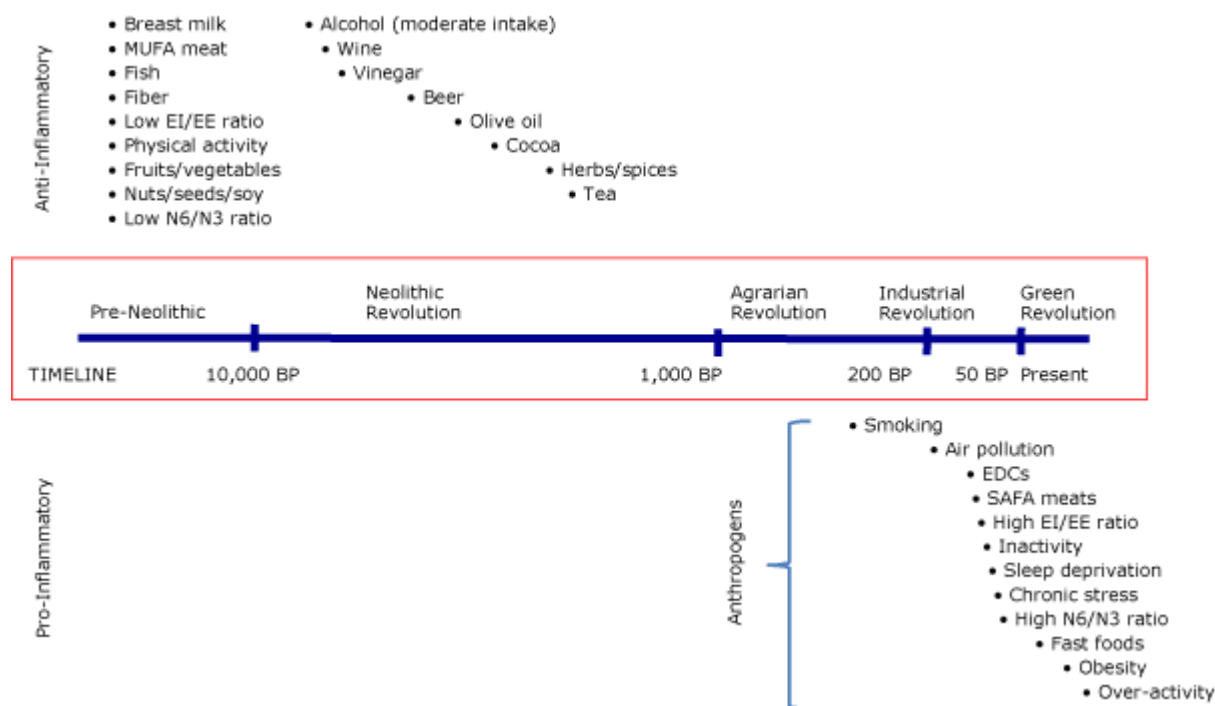 Anti-Inflammatory
• Breast milk
• MUFA meat
• Fish
• Fiber
• Low EI/EE ratio
• Physical activity
• Fruits/vegetables
• Nuts/seeds/soy
• Low N6/N3 ratio
• Alcohol (moderate intake)
• Wine
• Vinegar
• Beer
• Olive oil
• Cocoa
• Herbs/spices
• Tea
Pre-Neolithic
Neolithic
Revolution
Agrarian
Revolution
Industrial
Revolution
Green
Revolution
TIMELINE
10,000 BP
1,000 BP
200 BP
50 BP
Present
Pro-Inflammatory
Anthropogens
• Smoking
• Air pollution
• EDCs
• SAFA meats
• High EI/EE ratio
• Inactivity
• Sleep deprivation
• Chronic stress
• High N6/N3 ratio
• Fast foods
• Obesity
• Over-activity